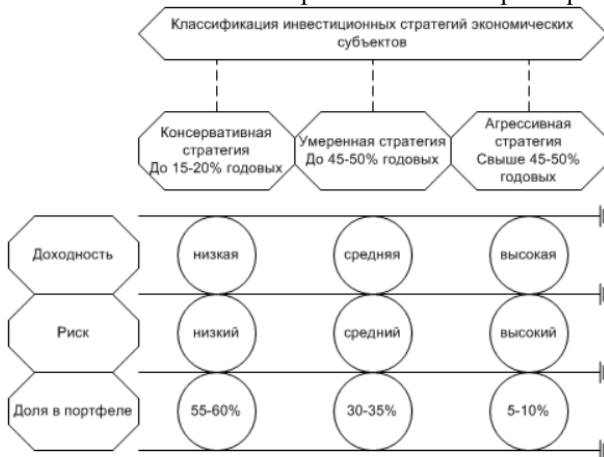 Классификация инвестиционных стратегий экономических
субъектов
Консервативная
стратегия
До 15-20% годовых
Умеренная стратегия
До 45-50% годовых
Агрессивная
стратегия
Свыше 45-50%
годовых
Доходность
низкая
средняя
высокая
Риск
низкий
средний
высокий
Доля в портфеле
55-60%
30-35%
5-10%